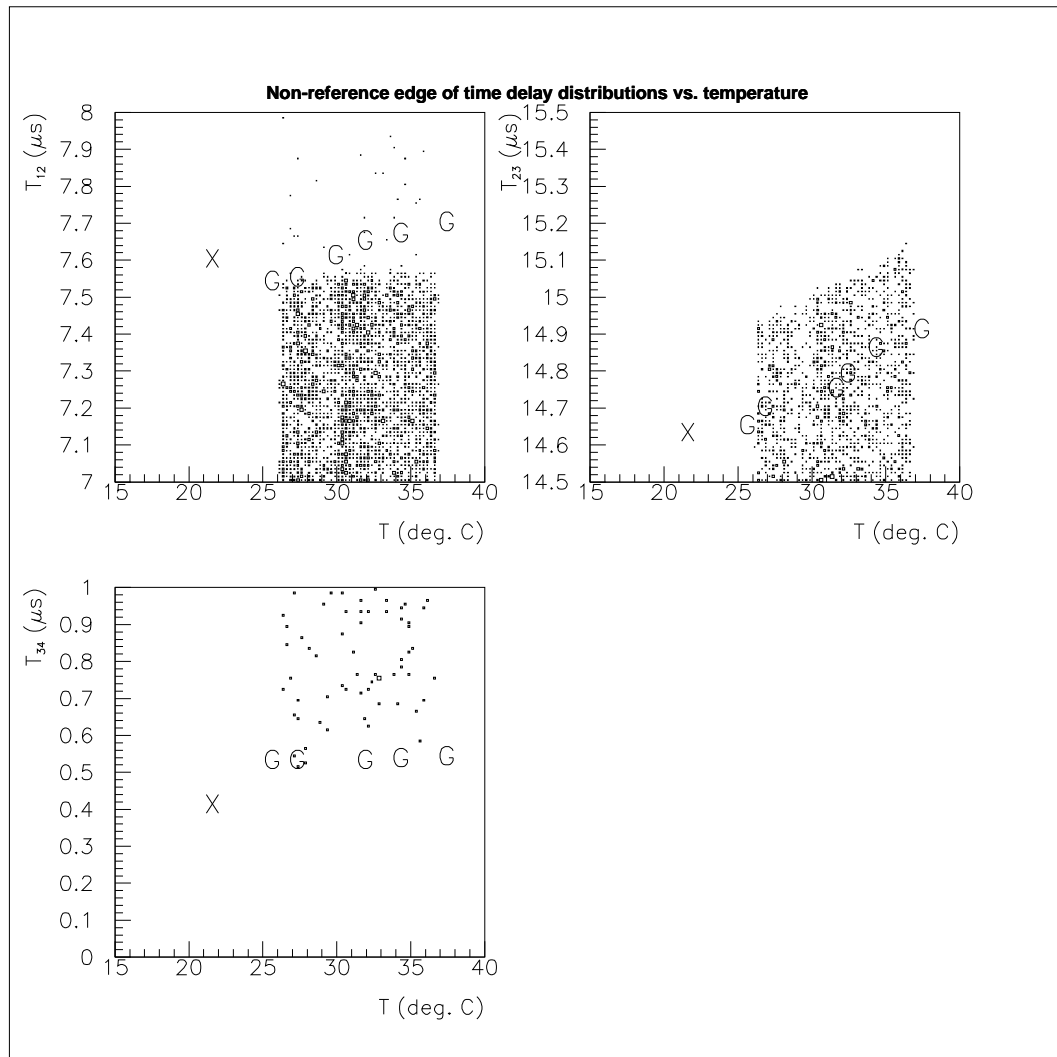 Non-reference edge of time delay distributions vs. temperature
T12 (μs)
8
7.9
7.8
7.7
7.6
7.5
7.4
7.3
7.2
7.1
7
15 20 25 30 35 40
T (deg. C)
X G G G G G G
T23 (μs)
15.5
15.4
15.3
15.2
15.1
15
14.9
14.8
14.7
14.6
14.5
15 20 25 30 35 40
T (deg. C)
X G G G G G G
T34 (μs)
1
0.9
0.8
0.7
0.6
0.5
0.4
0.3
0.2
0.1
0
15 20 25 30 35 40
T (deg. C)
X G G G G G